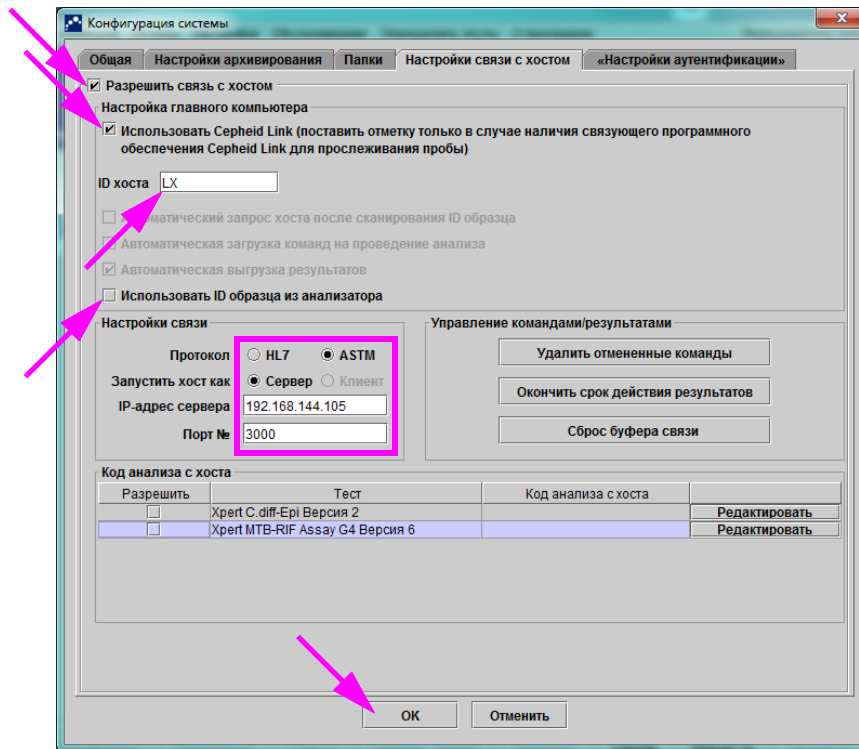 Конфигурация системы
Общая
Настройки архивирования
Папки
Настройки связи с хостом
«Настройки аутентификации»
Разрешить связь с хостом
Настройка главного компьютера
Использовать Cepheid Link (поставить отметку только в случае наличия связующего программного
обеспечения Cepheid Link для прослеживания пробы)
ID хоста LX
Автоматический запрос хоста после сканирования ID образца
Автоматическая загрузка команд на проведение анализа
Автоматическая выгрузка результатов
Использовать ID образца из анализатора
Настройки связи
Протокол HL7 ASTM
Запустить хост как Сервер Клиент
IP-адрес сервера 192.168.144.105
Порт № 3000
Управление командами/результатами
Удалить отмененные команды
Окончить срок действия результатов
Сброс буфера связи
Код анализа с хоста
Разрешить Тест Код анализа с хоста
Xpert C.diff-Epi Версия 2 Редактировать
Xpert MTB-RIF Assay G4 Версия 6 Редактировать
OK Отменить